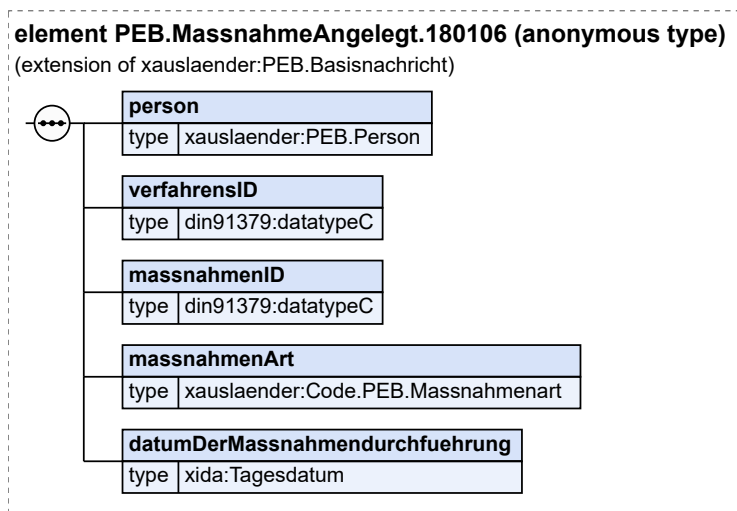 element PEB.MassnahmeAngelegt.180106 (anonymous type)
(extension of xauslaender:PEB.Basisnachricht)
person
type xauslaender:PEB.Person
verfahrensID
type din91379:datatypeC
massnahmenID
type din91379:datatypeC
massnahmenArt
type xauslaender:Code.PEB.Massnahmenart
datumDerMassnahmendurchfuehrung
type xida:Tagesdatum